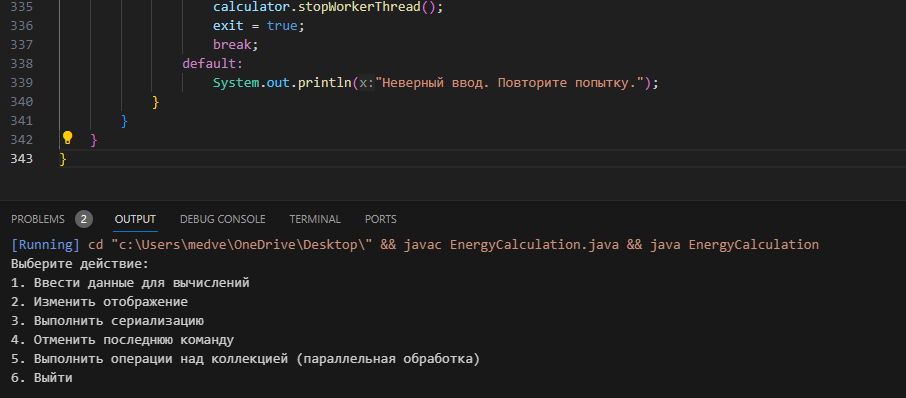 335 calculator.stopWorkerThread();
336 exit = true;
337 break;
338 default:
339 System.out.println(x:"Неверный ввод. Повторите попытку.");
340 }
341 }
342 }
343 }
PROBLEMS 2 OUTPUT DEBUG CONSOLE TERMINAL PORTS
[Running] cd "c:\Users\medve\OneDrive\Desktop\" && javac EnergyCalculation.java && java EnergyCalculation
Выберите действие:
1. Ввести данные для вычислений
2. Изменить отображение
3. Выполнить сериализацию
4. Отменить последнюю команду
5. Выполнить операции над коллекцией (параллельная обработка)
6. Выйти